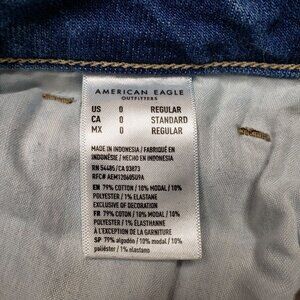 AMERICAN EAGLE
OUTFITTERS
US 0 REGULAR
CA 0 STANDARD
MX 0 REGULAR
MADE IN INDONESIA / FABRIQUÉ EN
INDONÉSIE / HECHO EN INDONESIA
RN 54485/CA 03873
RFC# AEM120605U9A
EN 79% COTTON / 10% MODAL / 10%
POLYESTER / 1% ELASTANE
EXCLUSIVE OF DECORATION
FR 79% COTON / 10% MODAL / 10%
POLYESTER / 1% ÉLASTHANNE
À L'EXCEPTION DE LA GARNITURE
SP 79% algodón / 10% modal / 10%
poliéster / 1% elastano